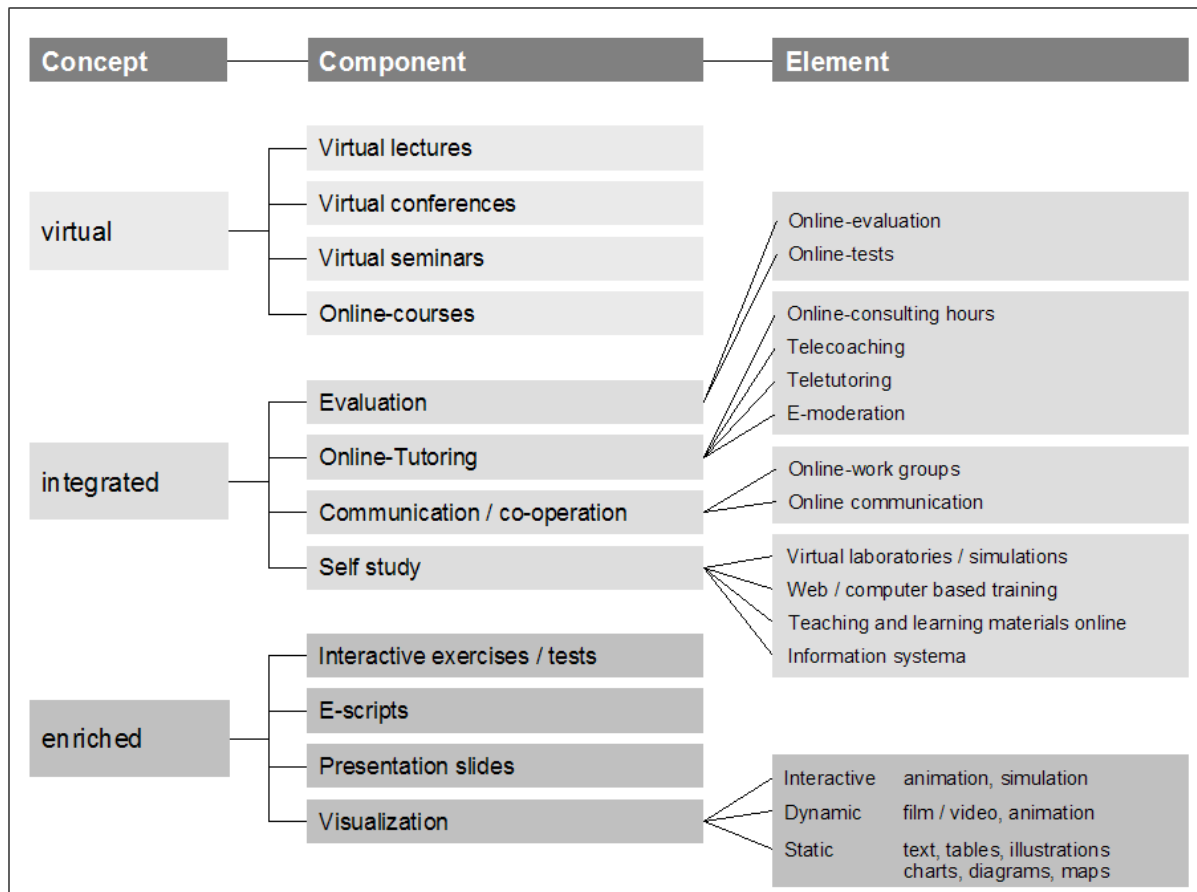 Concept
Component
Element
virtual
Virtual lectures
Virtual conferences
Virtual seminars
Online-courses
integrated
Evaluation
Online-Tutoring
Communication / co-operation
Self study
enriched
Interactive exercises / tests
E-scripts
Presentation slides
Visualization
Online-evaluation
Online-tests
Online-consulting hours
Telecoaching
Teletutoring
E-moderation
Online-work groups
Online communication
Virtual laboratories / simulations
Web / computer based training
Teaching and learning materials online
Information systema
Interactive animation, simulation
Dynamic film / video, animation
Static text, tables, illustrations
charts, diagrams, maps